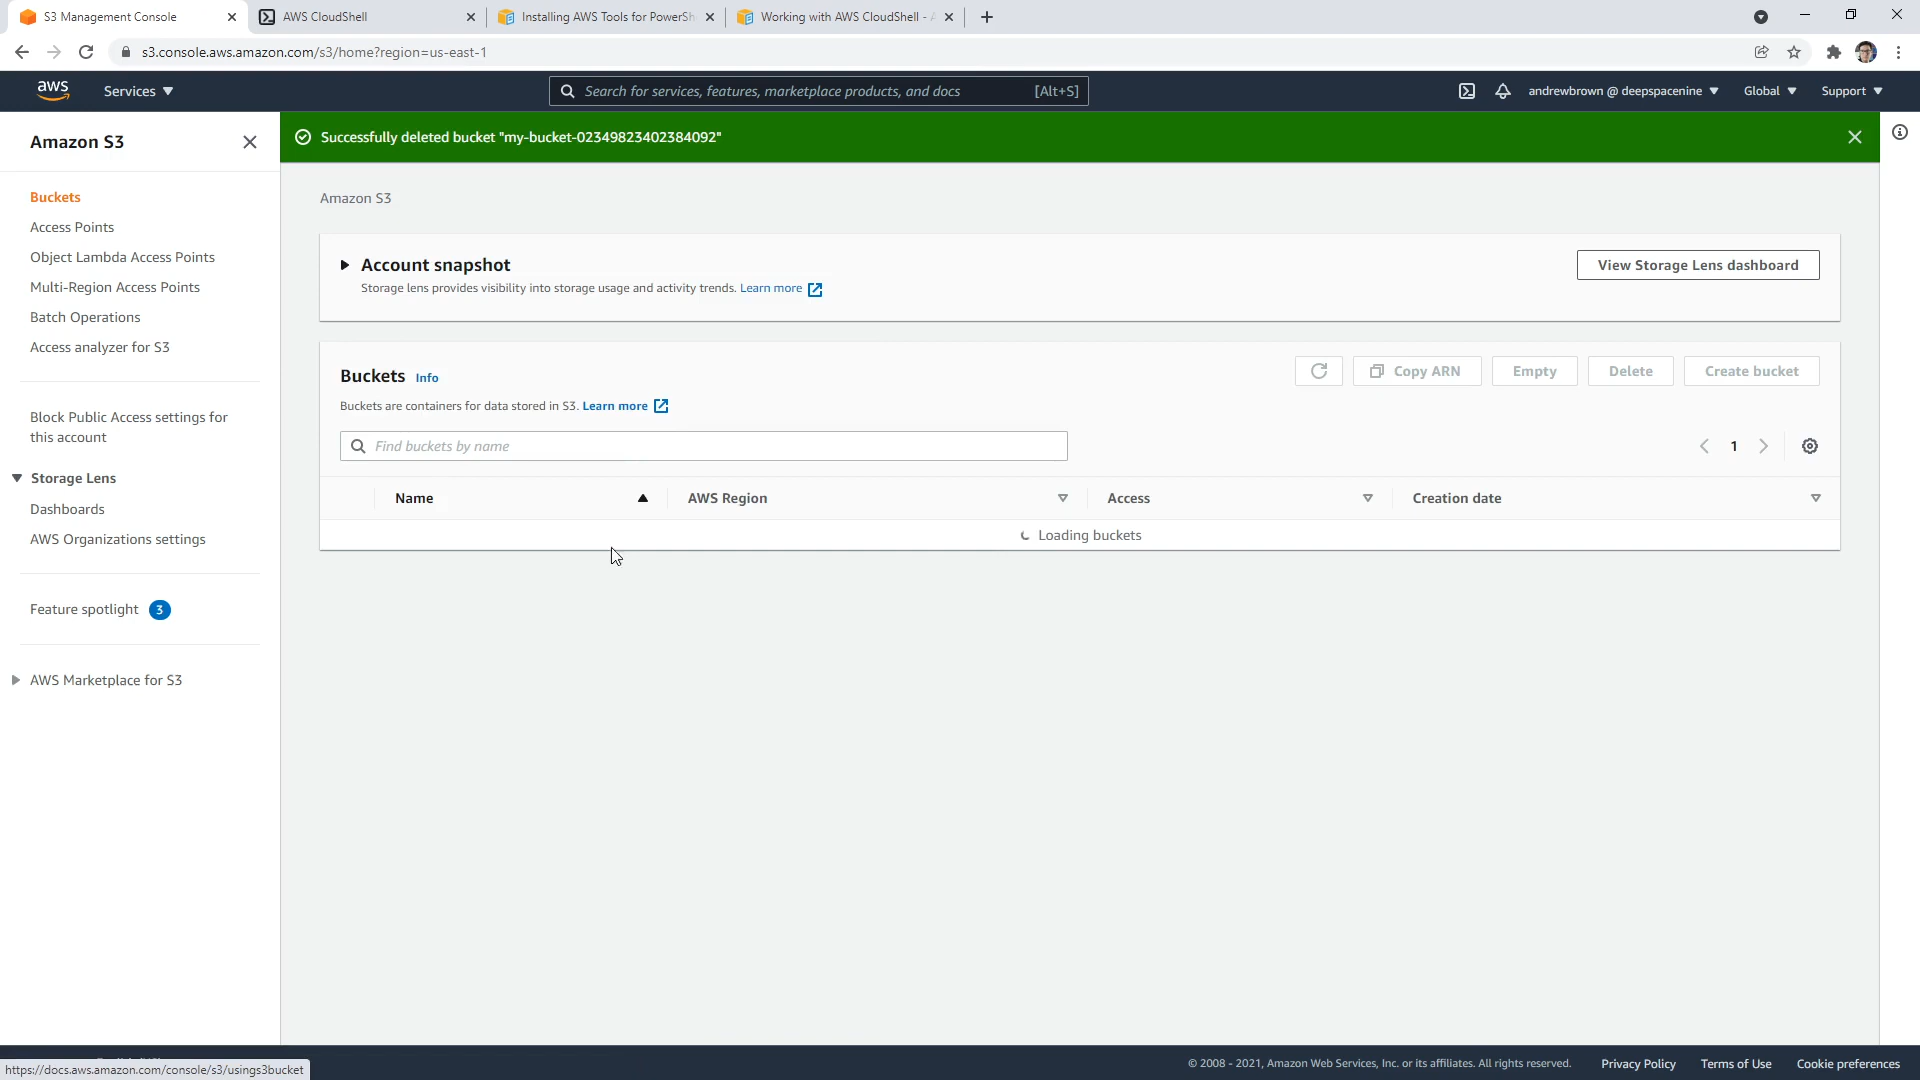 S3 Management Console
AWS CloudShell
Installing AWS Tools for PowerSh
Working with AWS CloudShell - A
s3.console.aws.amazon.com/s3/home?region=us-east-1
aws
Services
Search for services, features, marketplace products, and docs
[Alt+S]
andrewbrown @ deepspacenine
Global
Support
Amazon S3
Successfully deleted bucket "my-bucket-02349823402384092"
Buckets
Access Points
Object Lambda Access Points
Multi-Region Access Points
Batch Operations
Access analyzer for S3
Block Public Access settings for
this account
Storage Lens
Dashboards
AWS Organizations settings
Feature spotlight 3
AWS Marketplace for S3
Amazon S3
Account snapshot
View Storage Lens dashboard
Storage lens provides visibility into storage usage and activity trends. Learn more
Buckets Info
Copy ARN
Empty
Delete
Create bucket
Buckets are containers for data stored in S3. Learn more
Find buckets by name
1
Name
AWS Region
Access
Creation date
Loading buckets
© 2008 - 2021, Amazon Web Services, Inc. or its affiliates. All rights reserved.
Privacy Policy
Terms of Use
Cookie preferences
https://docs.aws.amazon.com/console/s3/usings3bucket